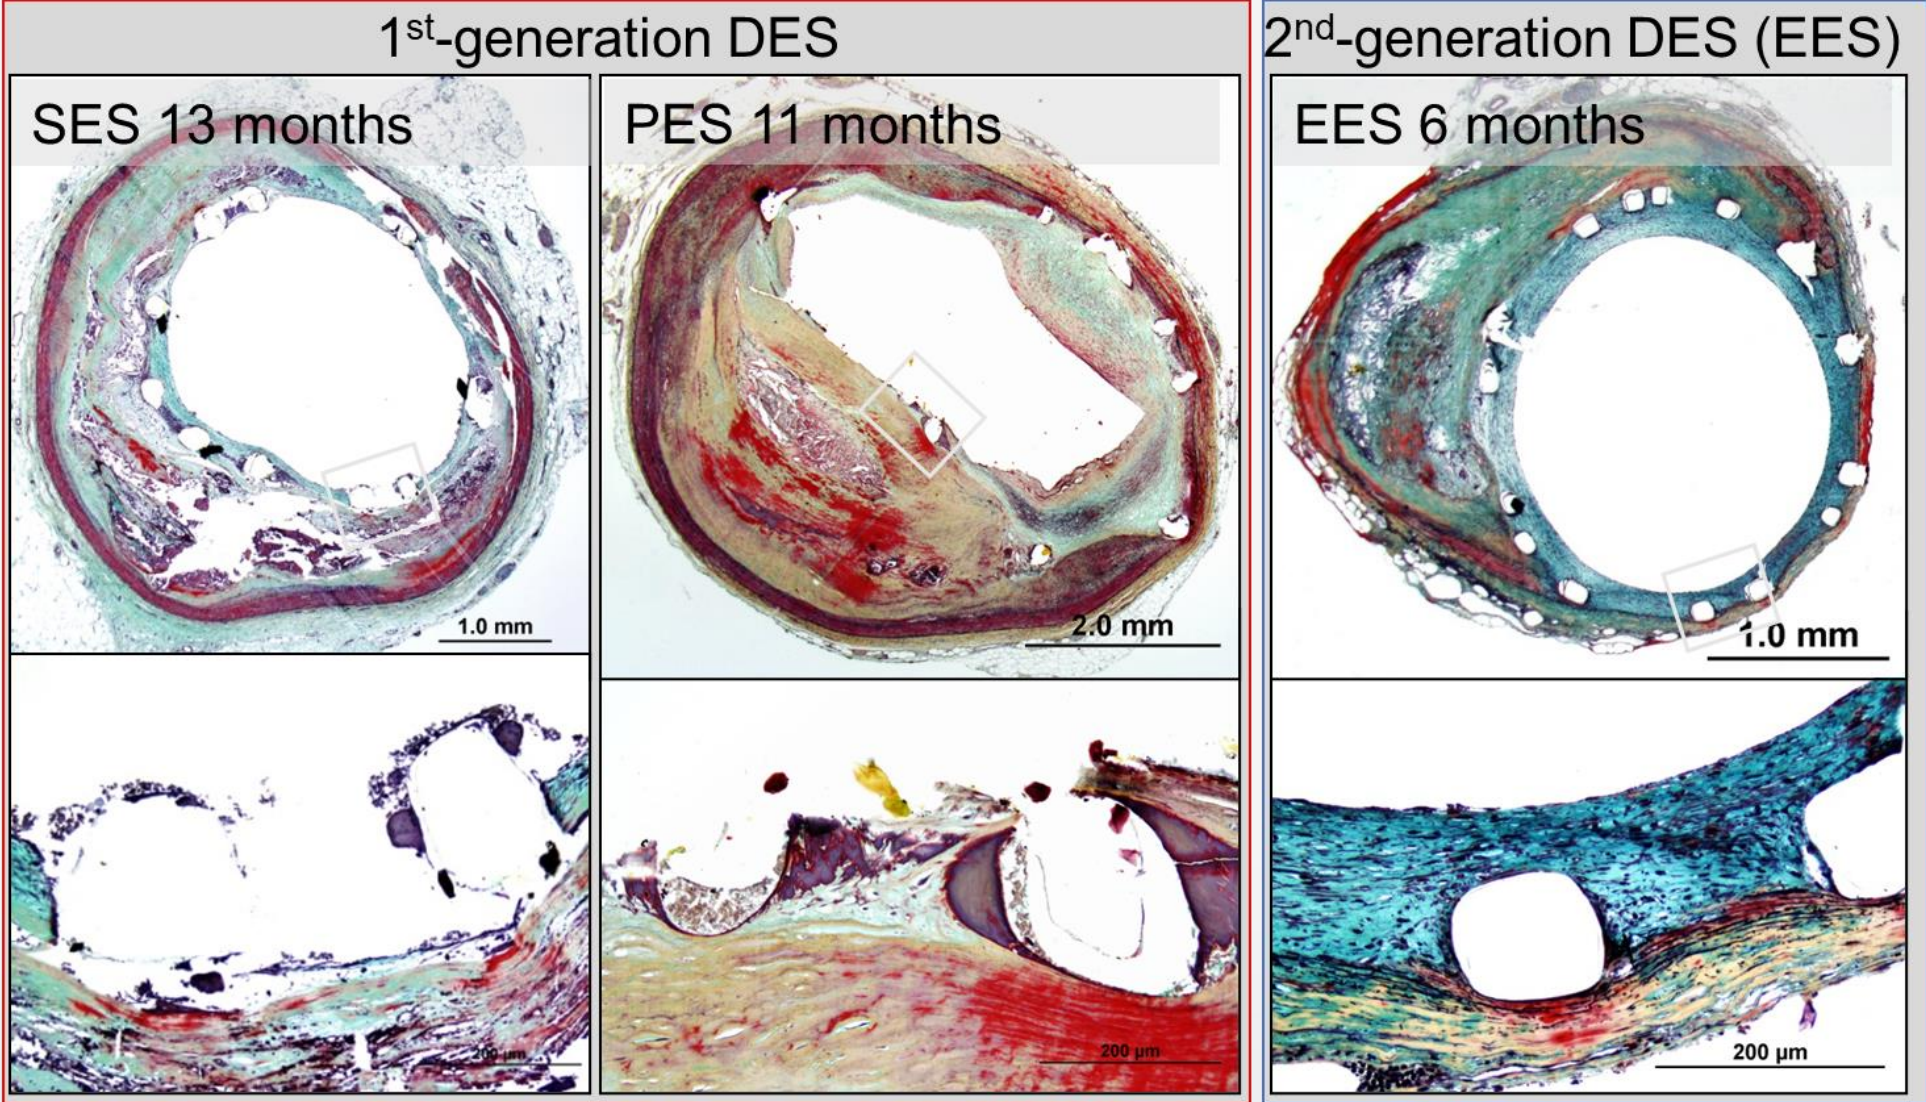 1st-generation DES
2nd-generation DES (EES)
SES 13 months
PES 11 months
EES 6 months
1.0 mm
2.0 mm
1.0 mm
200 µm
200 µm
200 µm